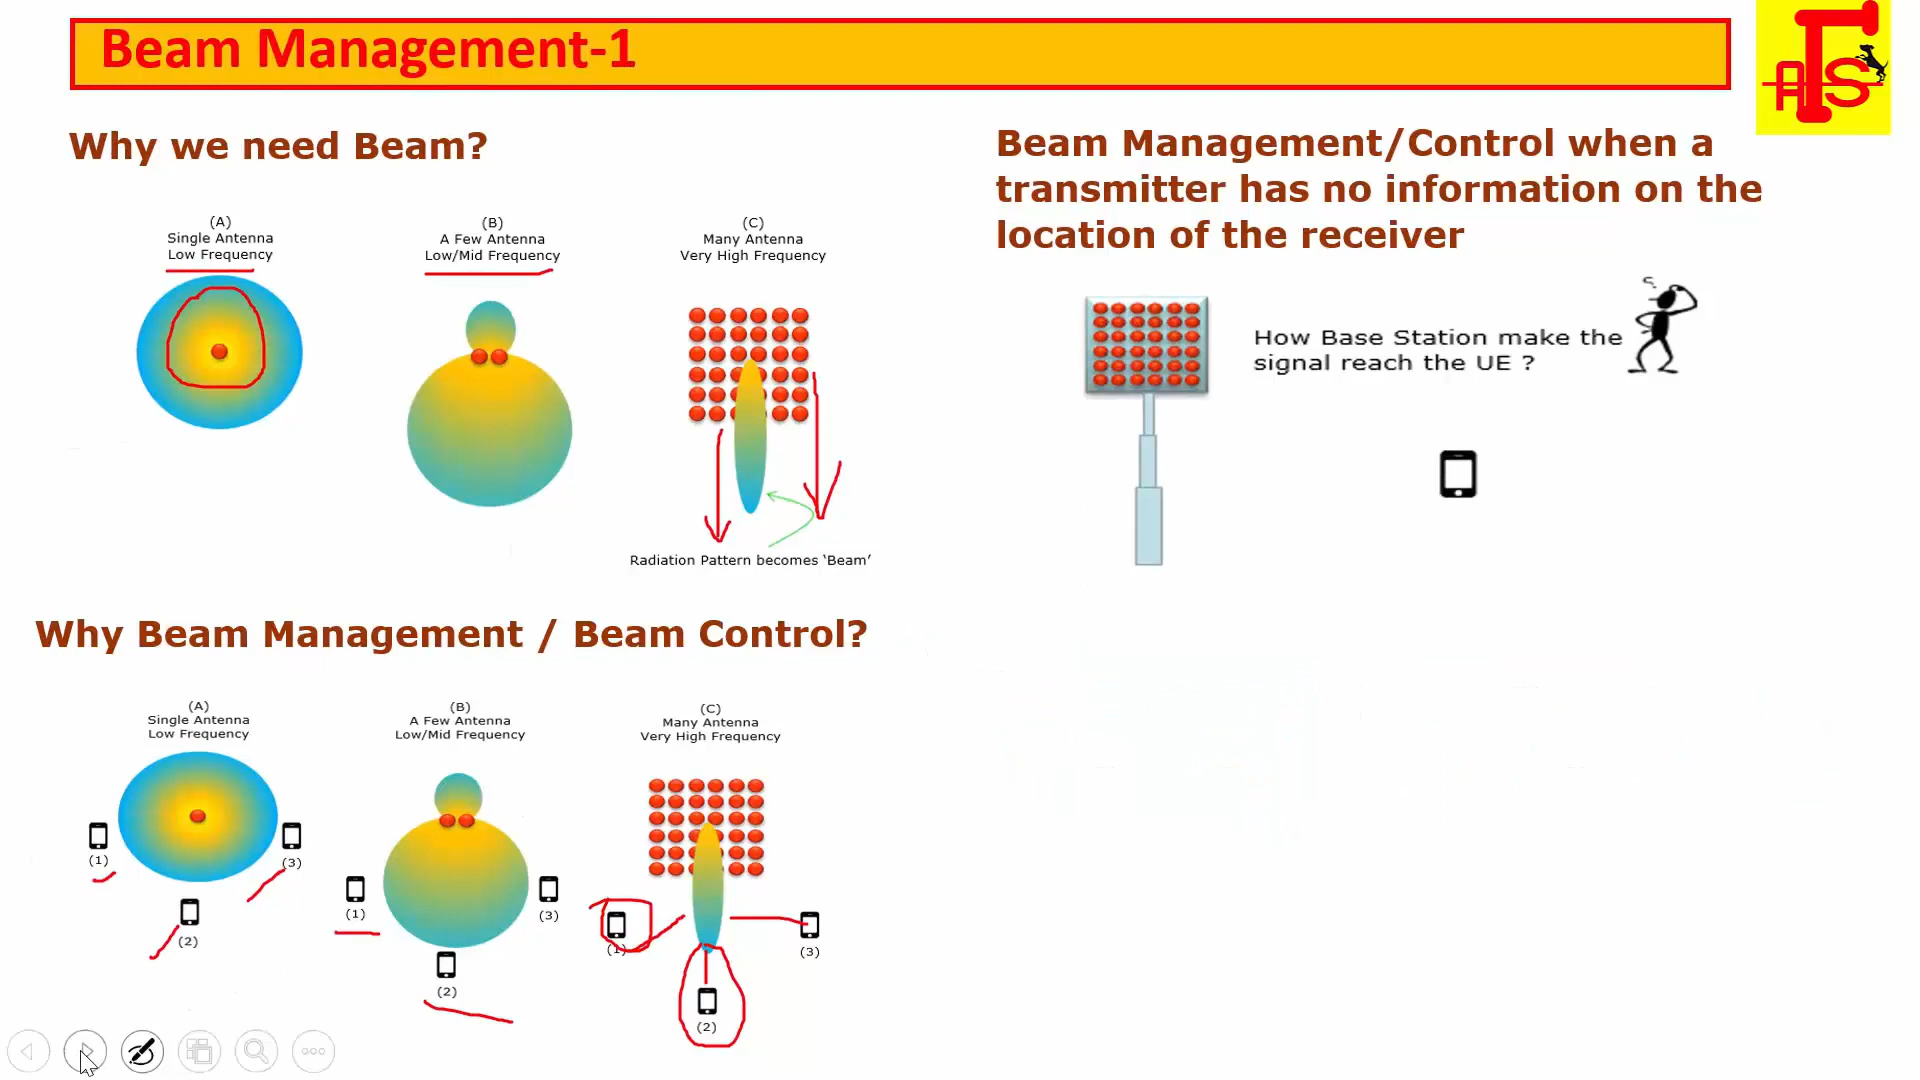 Beam Management-1
AFS
Why we need Beam?
(A)
Single Antenna
Low Frequency
(B)
A Few Antenna
Low/Mid Frequency
(C)
Many Antenna
Very High Frequency
Radiation Pattern becomes ‘Beam’
Why Beam Management / Beam Control?
(A)
Single Antenna
Low Frequency
(1)
(2)
(3)
(B)
A Few Antenna
Low/Mid Frequency
(1)
(2)
(3)
(C)
Many Antenna
Very High Frequency
(1)
(2)
(3)
Beam Management/Control when a
transmitter has no information on the
location of the receiver
How Base Station make the
signal reach the UE ?